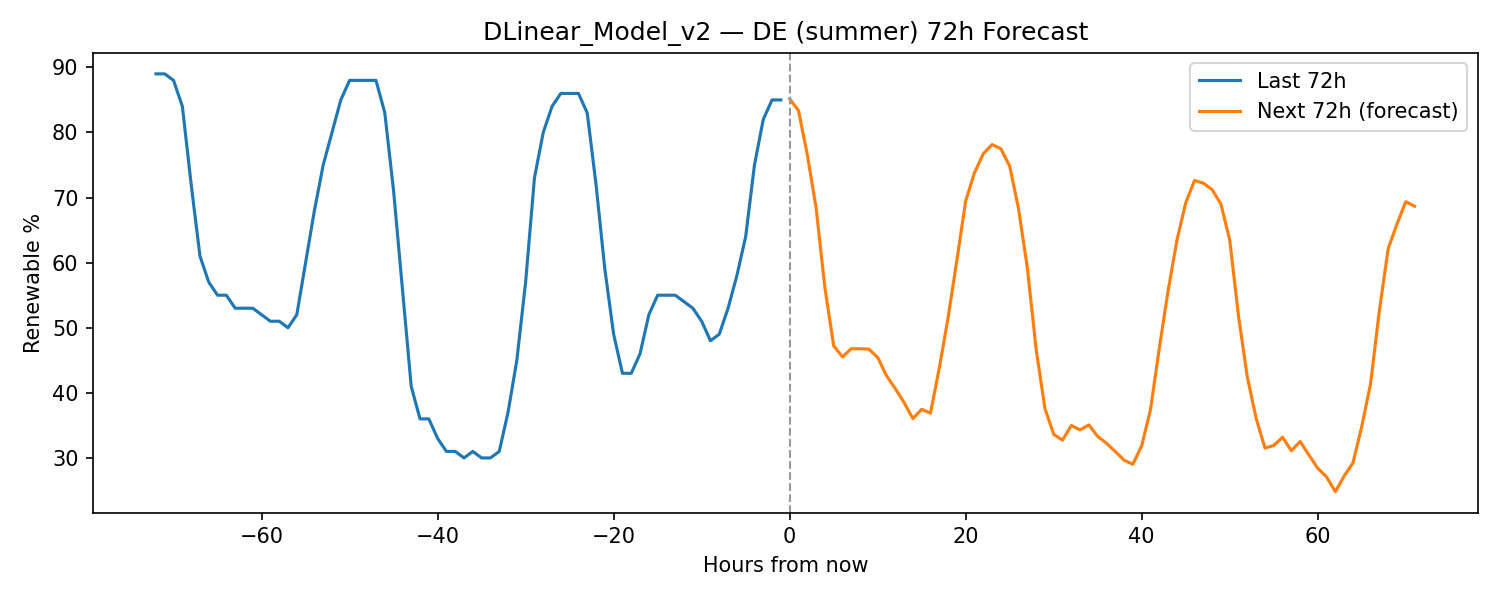 DLinear_Model_v2 — DE (summer) 72h Forecast
Last 72h
Next 72h (forecast)
Renewable %
90
80
70
60
50
40
30
−60
−40
−20
0
20
40
60
Hours from now